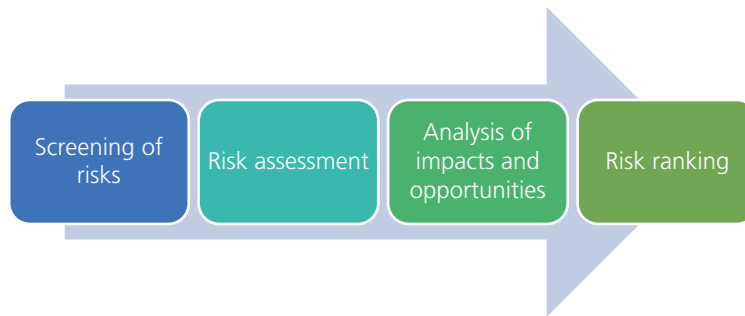 Screening of
risks
Risk assessment
Analysis of
impacts and
opportunities
Risk ranking